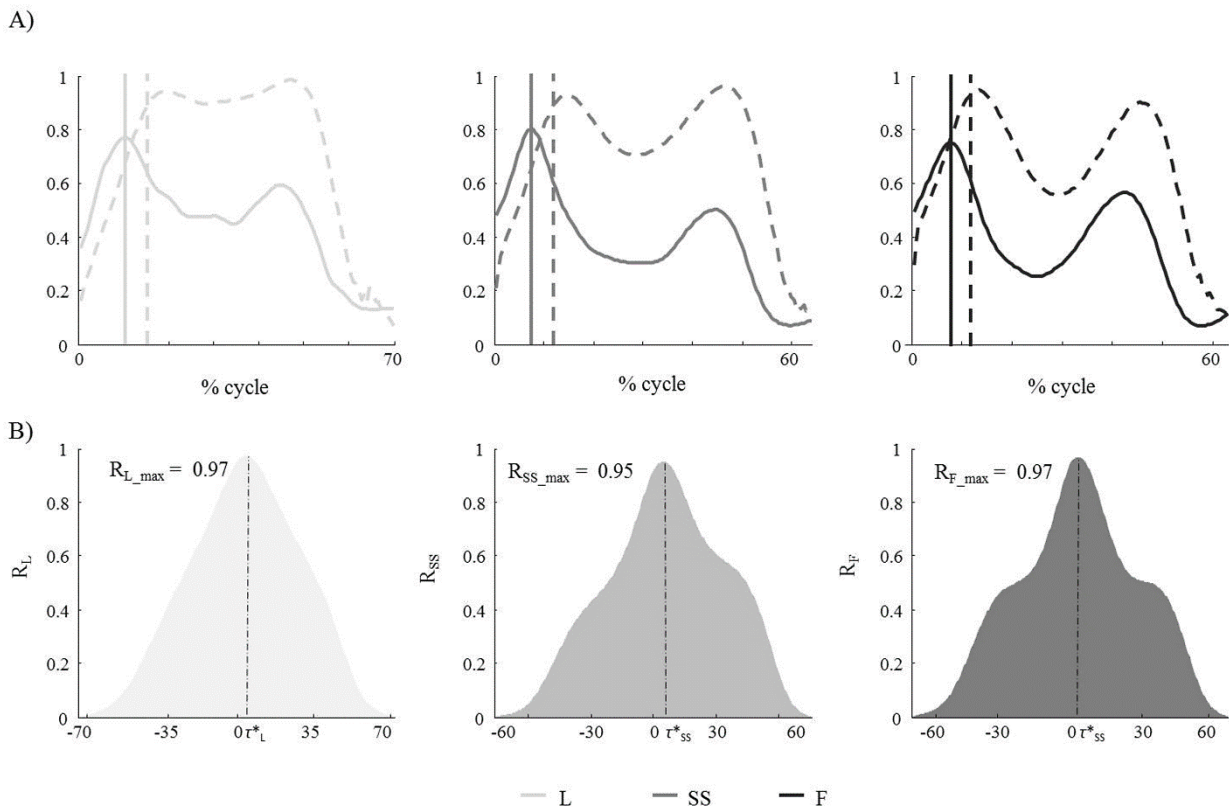 A)
1 1 1
0.8 0.8 0.8
0.6 0.6 0.6
0.4 0.4 0.4
0.2 0.2 0.2
0 0 0
0 70 0 60 0 60
% cycle % cycle % cycle
B)
1 1 1
R_L_max = 0.97 R_SS_max = 0.95 R_F_max = 0.97
0.8 0.8 0.8
0.6 0.6 0.6
R_L R_SS R_F
0.4 0.4 0.4
0.2 0.2 0.2
0 0 0
-70 -35 0 τ*_L 35 70 -60 -30 0 τ*_SS 30 60 -60 -30 0 τ*_SS 30 60
L SS F